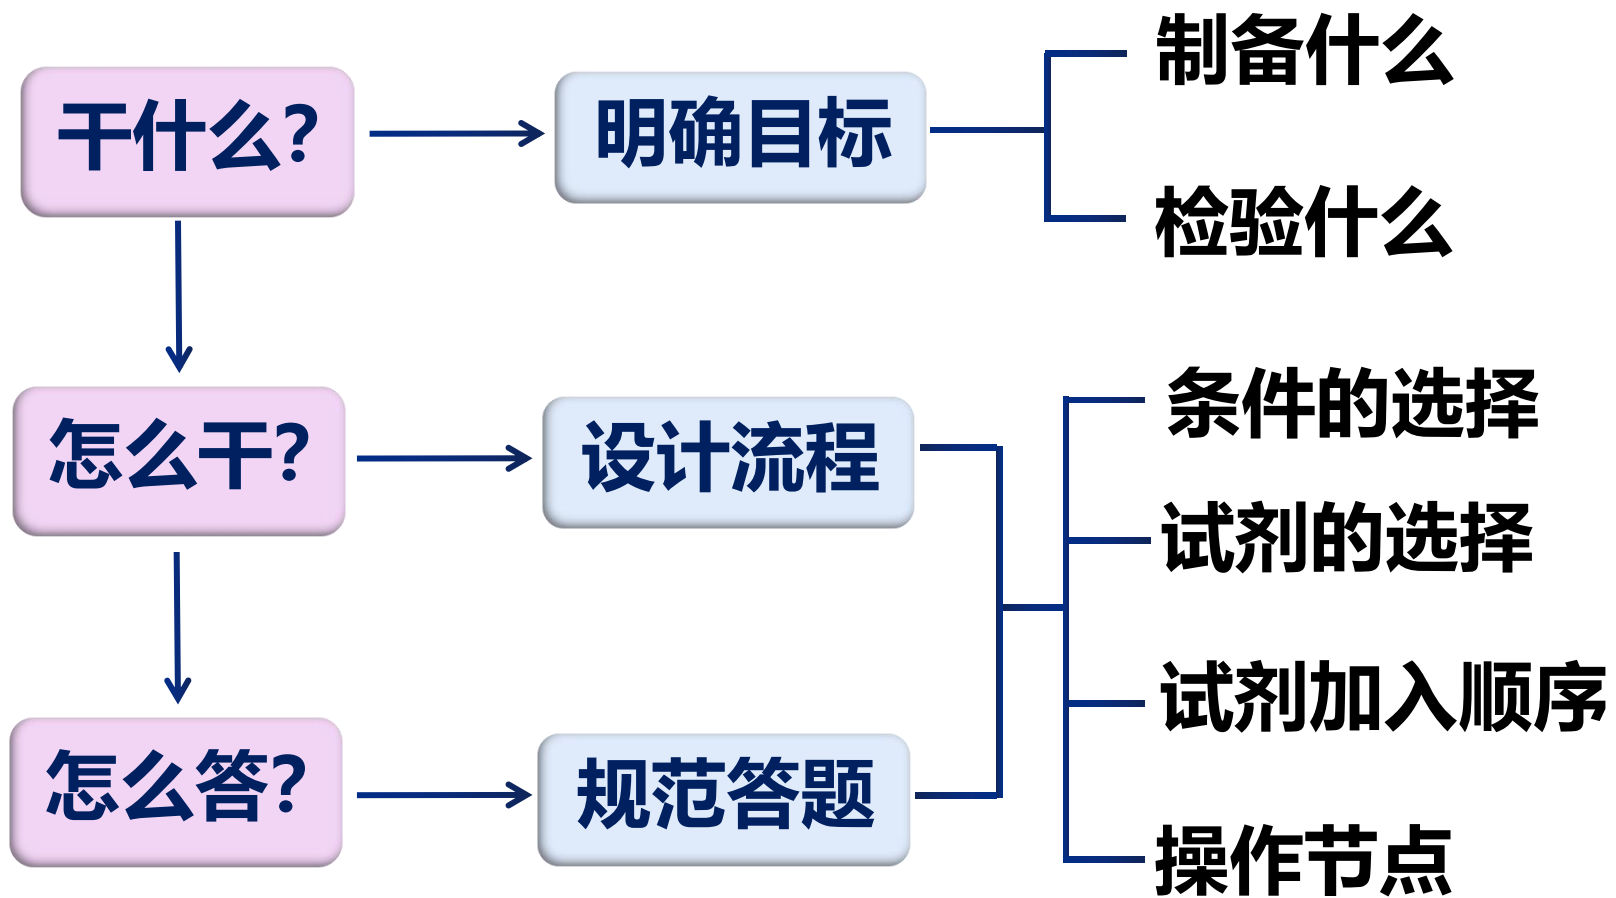 干什么？
明确目标
制备什么
检验什么
怎么干？
设计流程
条件的选择
试剂的选择
怎么答？
规范答题
试剂加入顺序
操作节点